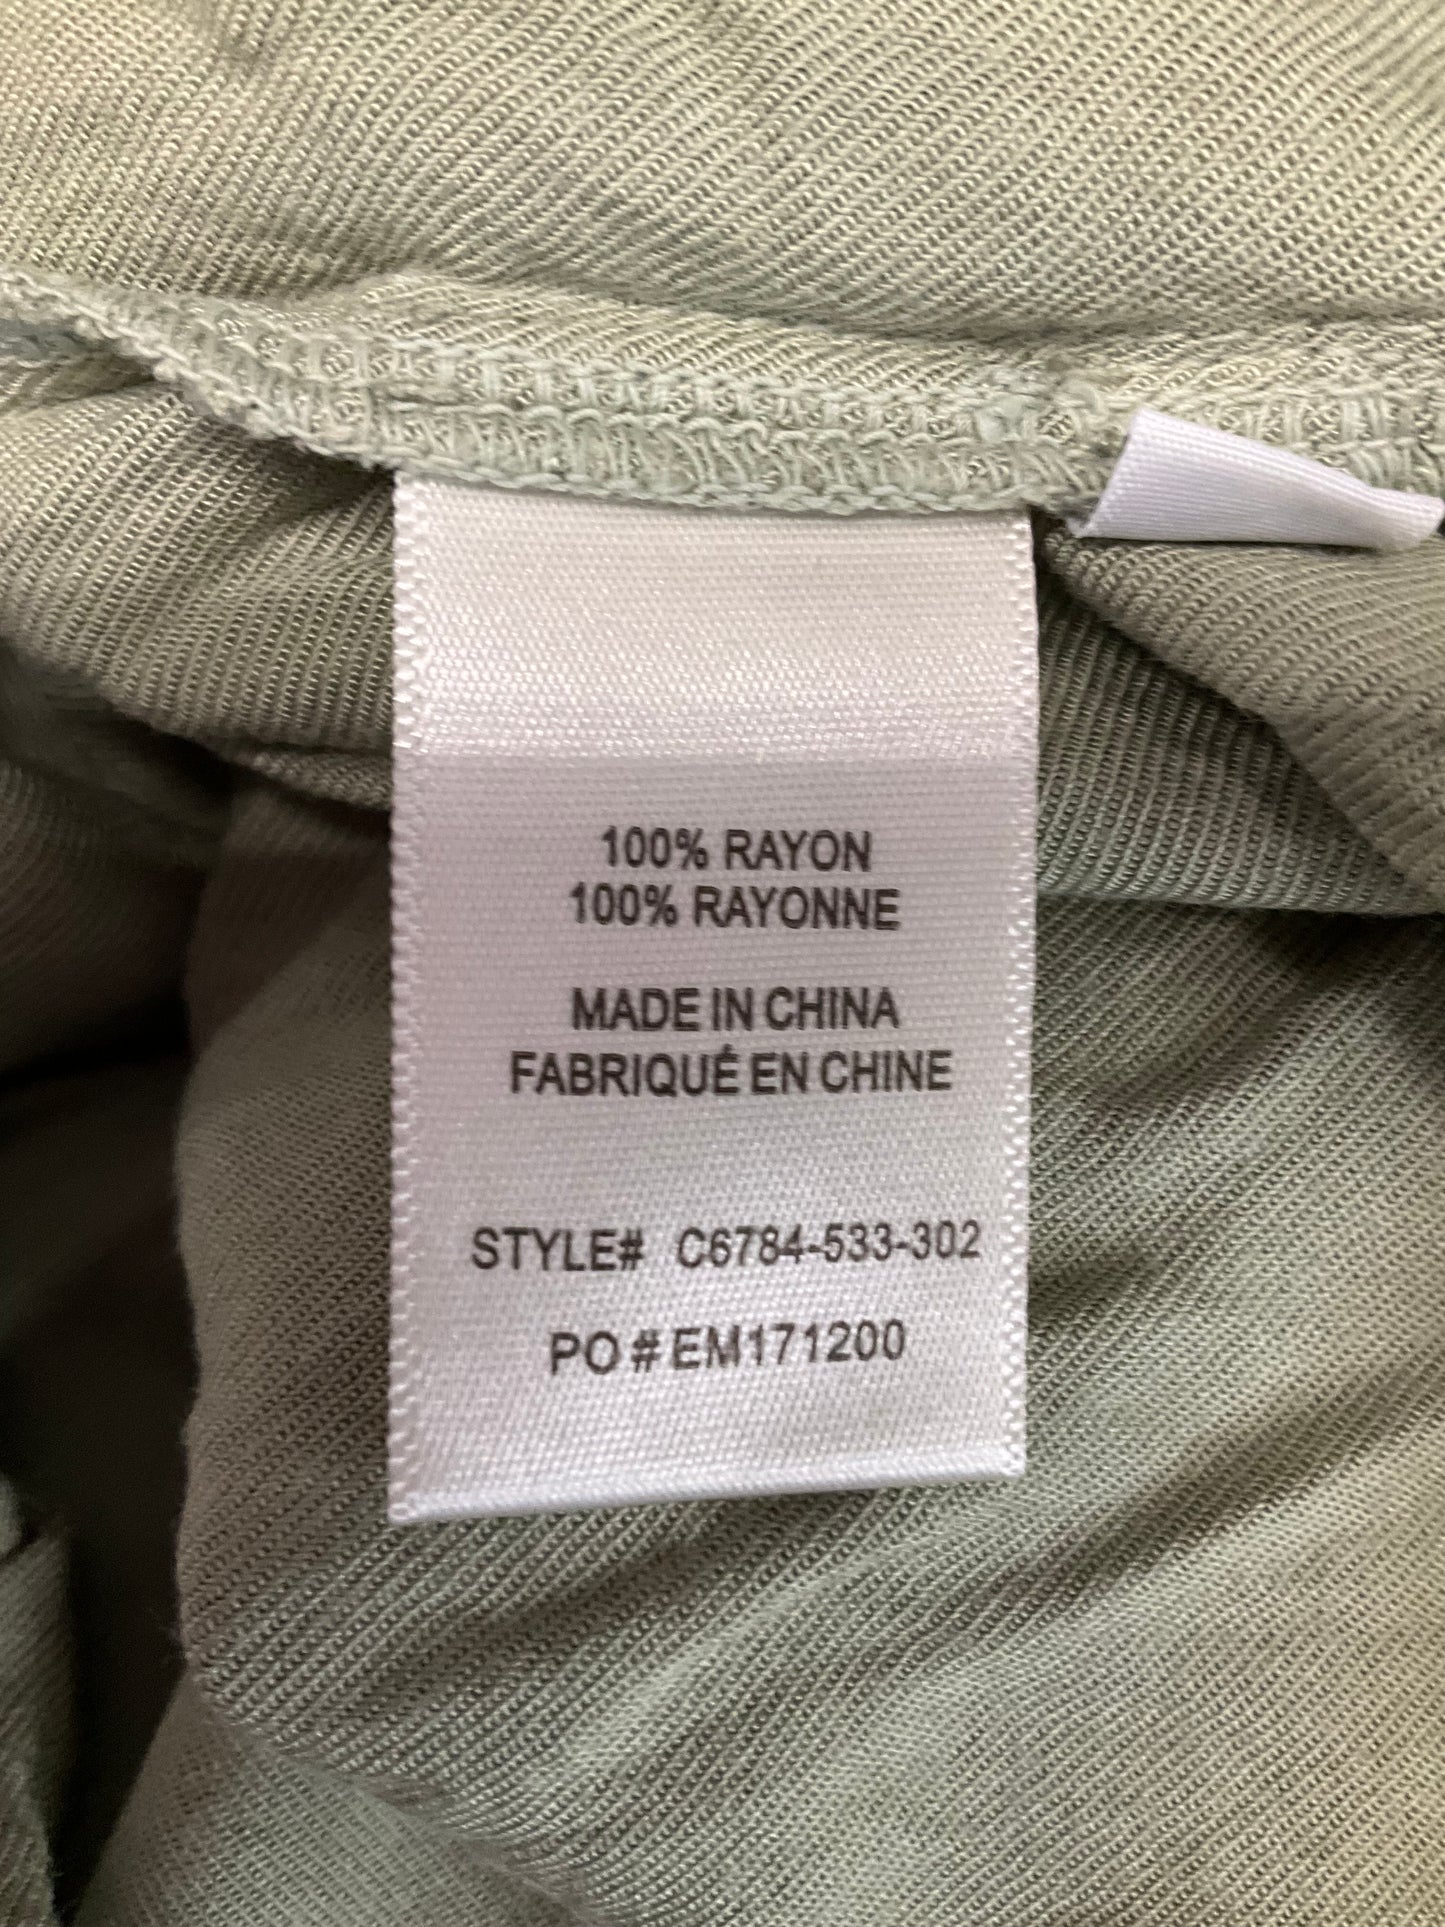 100% RAYON
100% RAYONNE
MADE IN CHINA
FABRIQUÉ EN CHINE
STYLE# C6784-533-302
PO#EM171200